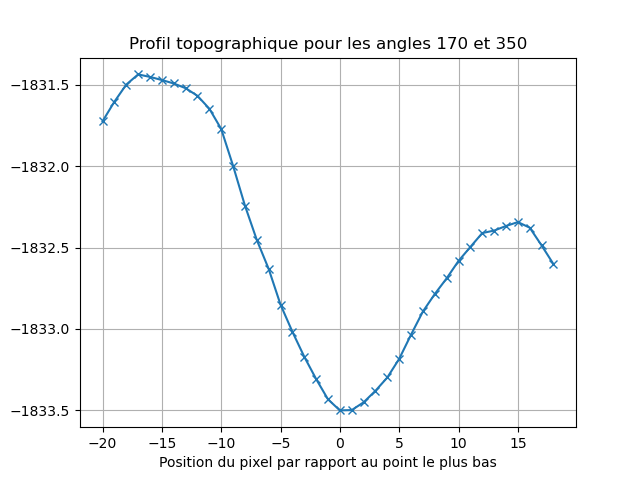 Profil topographique pour les angles 170 et 350
−1831.5
−1832.0
−1832.5
−1833.0
−1833.5
−20 −15 −10 −5 0 5 10 15
Position du pixel par rapport au point le plus bas